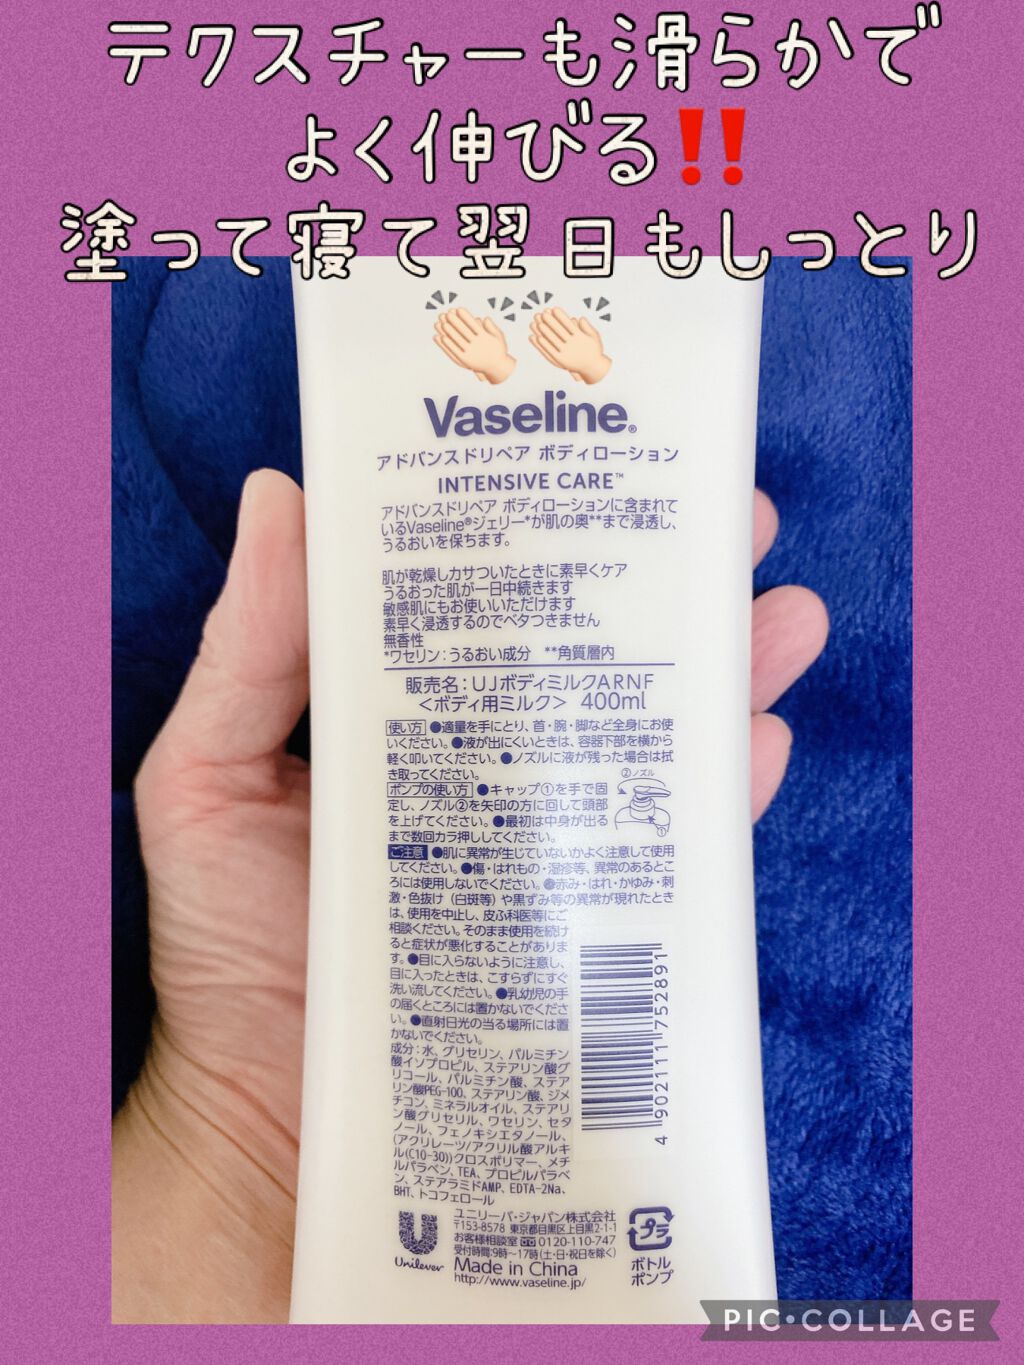 テクスチャーも滑らかで
よく伸びる‼️
塗って寝て翌日もしっとり
Vaseline®
アドバンスドリペア ボディローション
INTENSIVE CARE™
アドバンスドリペア ボディローションに含まれて
いるVaseline®ジェリー*が肌の奥**まで浸透し、
うるおいを保ちます。
肌が乾燥しカサついたときに素早くケア
うるおった肌が一日中続きます
敏感肌にもお使いいただけます
素早く浸透するのでベタつきません
無香性
*ワセリン:うるおい成分 **角質層内
販売名:UJボディミルクARNF
<ボディ用ミルク> 400ml
使い方 ●適量を手にとり、首・腕・脚など全身にお使
いください。●液が出にくいときは、容器下部を横から
軽く叩いてください。●ノズルに液が残った場合は拭
き取ってください。
②ノズル
ポンプの使い方 ●キャップ①を手で固
定し、ノズル②を矢印の方に回して頭部
を上げてください。●最初は中身が出る
まで数回カラ押ししてください。
①
ご注意 ●肌に異常が生じていないかよく注意して使用
してください。●傷・はれもの・湿疹等、異常のあるとこ
ろには使用しないでください。●赤み・はれ・かゆみ・刺
激・色抜け(白斑等)や黒ずみ等の異常が現れたとき
は、使用を中止し、皮ふ科医等にご
相談ください。そのまま使用を続け
ると症状が悪化することがありま
す。●目に入らないように注意し、
目に入ったときは、こすらずにすぐ
洗い流してください。●乳幼児の手
の届くところには置かないでくださ
い。●直射日光の当る場所には置
かないでください。
成分:水、グリセリン、パルミチン
酸イソプロピル、ステアリン酸グ
リコール、パルミチン酸、ステア
リン酸PEG-100、ステアリン酸、ジメ
チコン、ミネラルオイル、ステアリ
ン酸グリセリル、ワセリン、セタ
ノール、フェノキシエタノール、
(アクリレーツ/アクリル酸アルキ
ル(C10-30))クロスポリマー、メチ
ルパラベン、TEA、プロピルパラベ
ン、ステアラミドAMP、EDTA-2Na、
BHT、トコフェロール
4 902111 752891
Unilever
ユニリーバ・ジャパン株式会社
〒153-8578 東京都目黒区上目黒2-1-1
お客様相談室 0120-110-747
受付時間:9時~17時(土・日・祝日を除く)
Made in China
http://www.vaseline.jp/
プラ
ボトル
ポンプ
PIC•COLLAGE